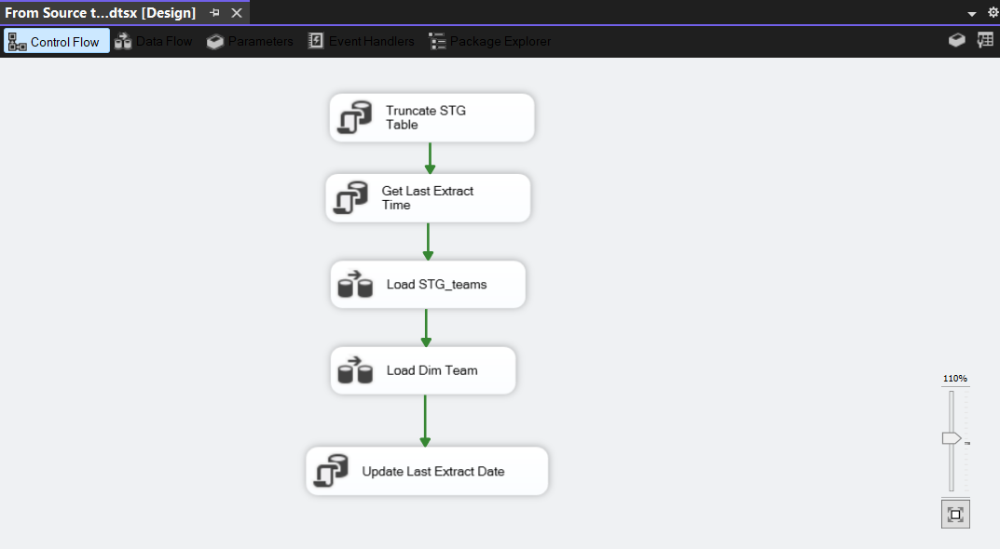 From Source t...dtsx [Design]
Control Flow
Data Flow
Parameters
Event Handlers
Package Explorer
Truncate STG
Table
Get Last Extract
Time
Load STG_teams
Load Dim Team
Update Last Extract Date
110%